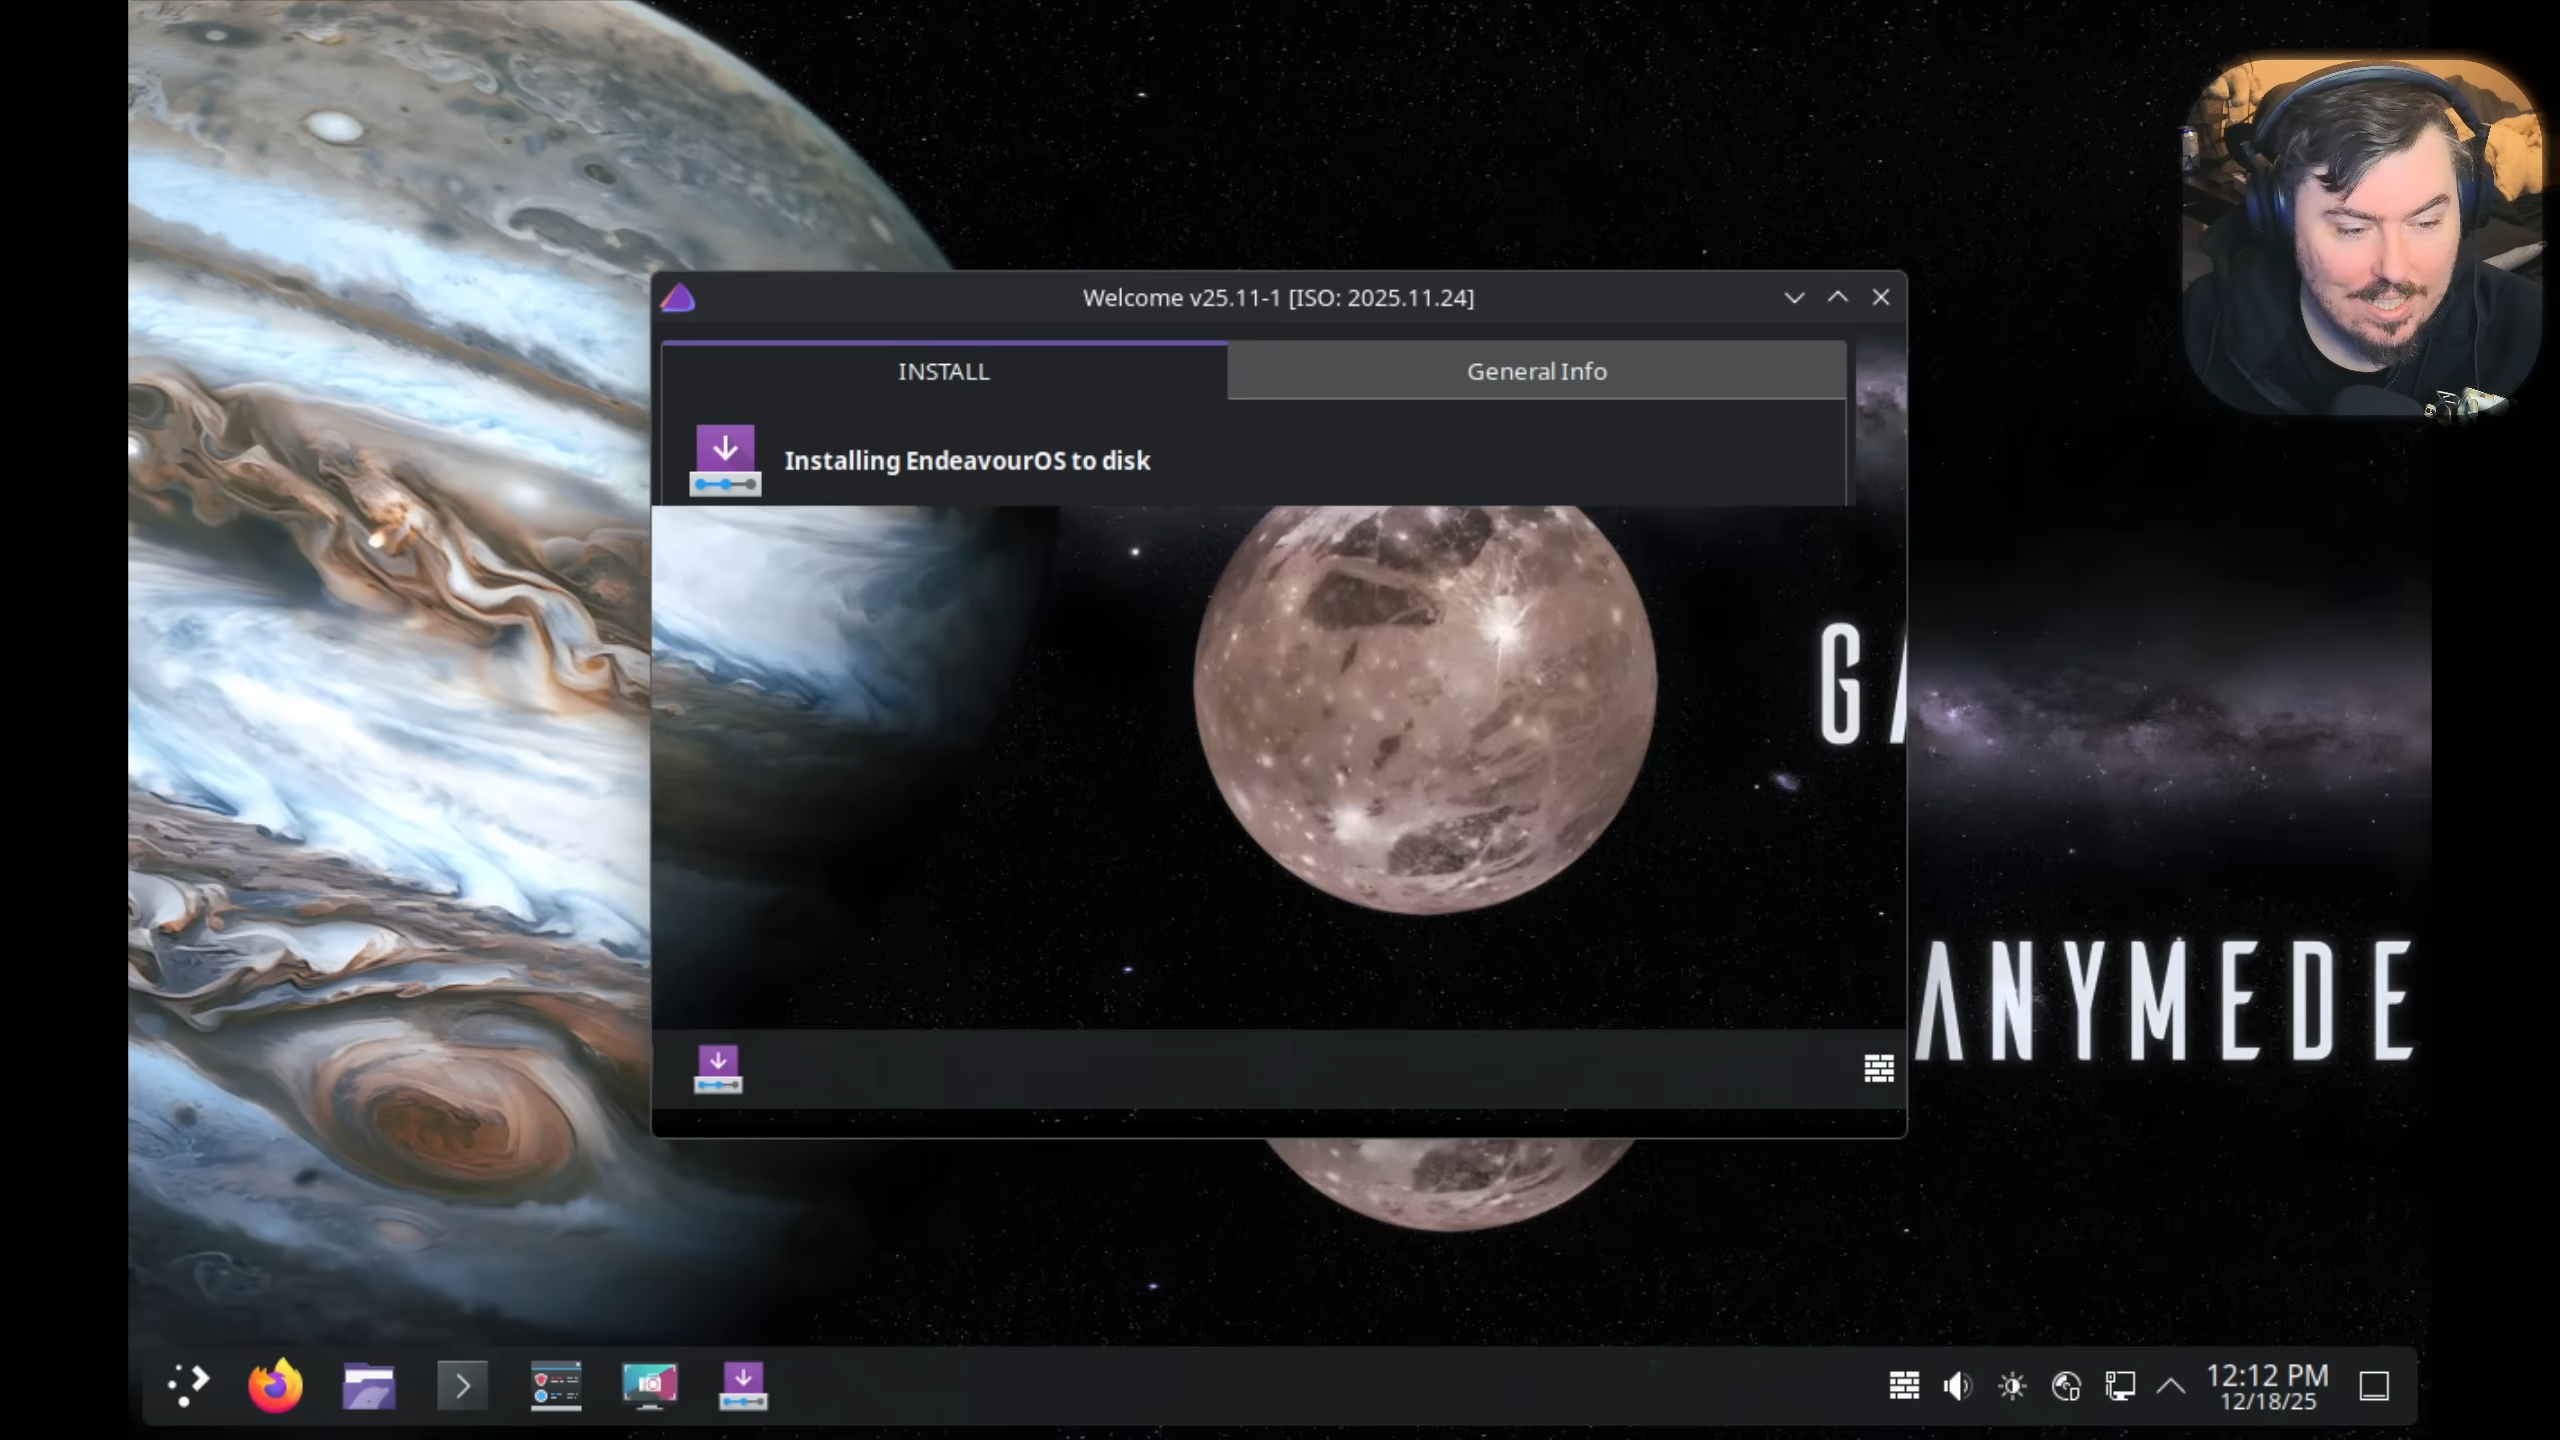 Welcome v25.11-1 [ISO: 2025.11.24]
INSTALL
General Info
Installing EndeavourOS to disk
GA
ANYMEDE
12:12 PM
12/18/25